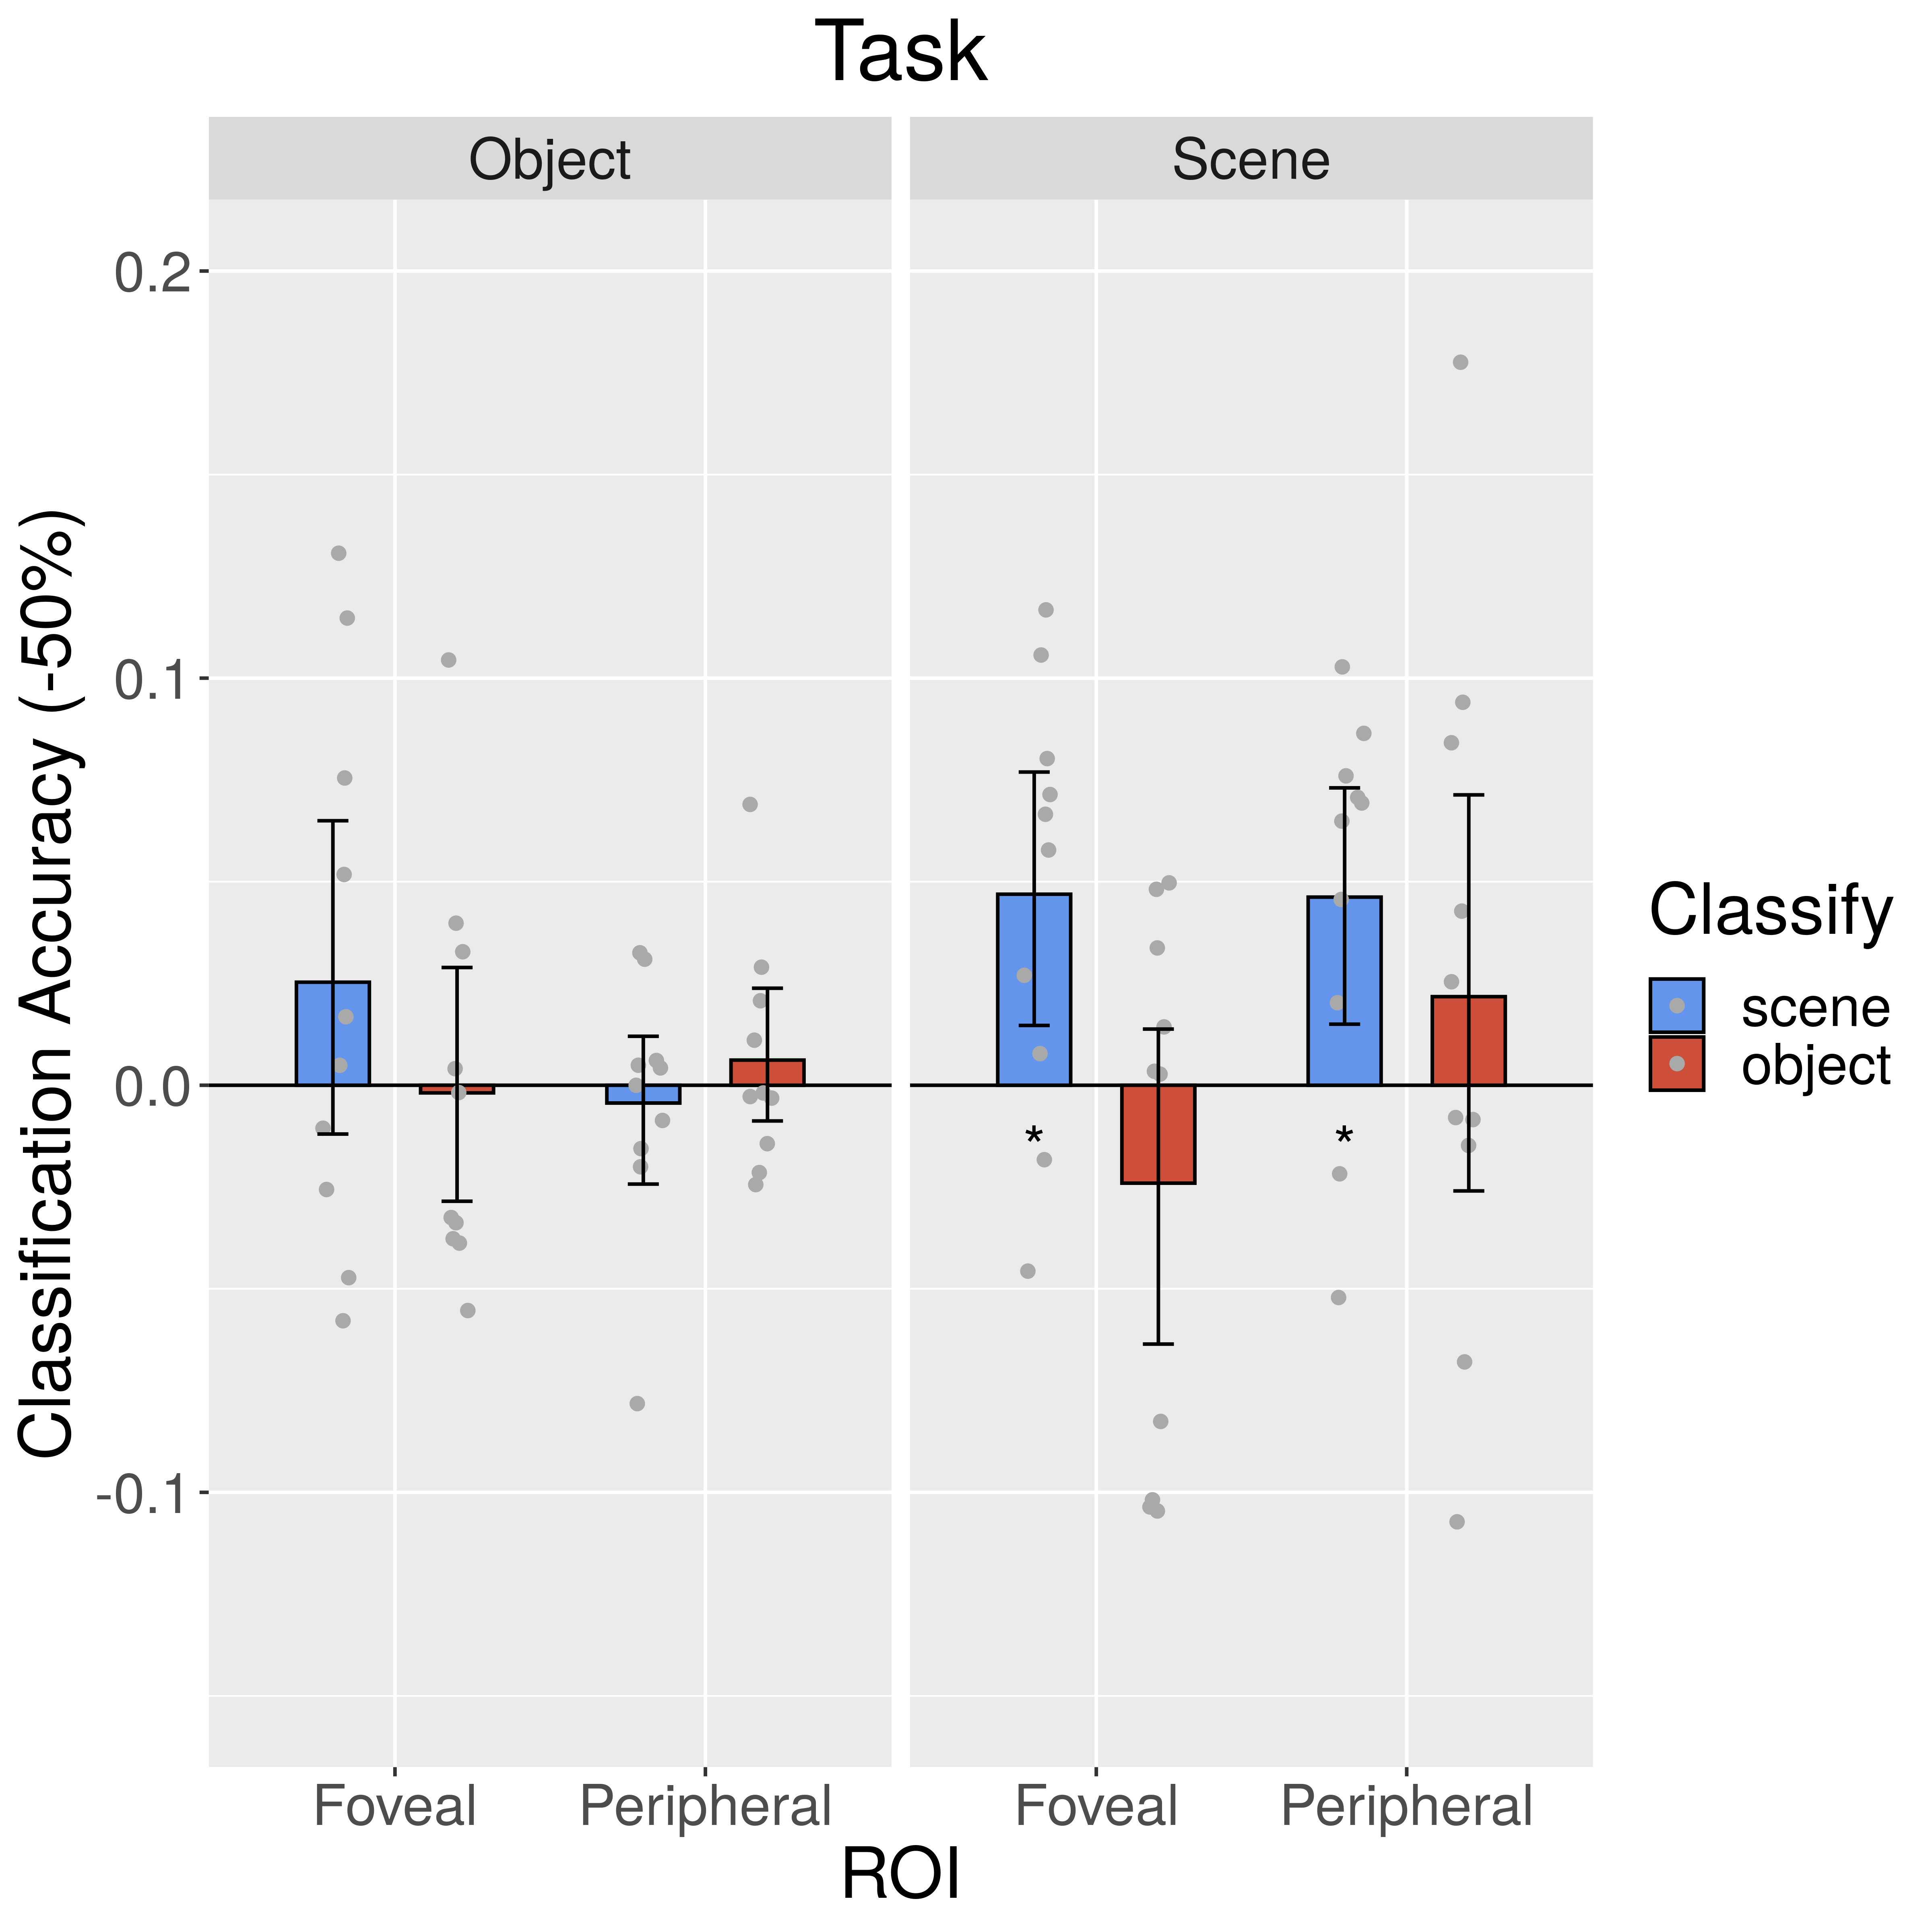 Task
Object
Scene
Classification Accuracy (-50%)
0.2
0.1
0.0
-0.1
*
*
Foveal
Peripheral
Foveal
Peripheral
ROI
Classify
scene
object